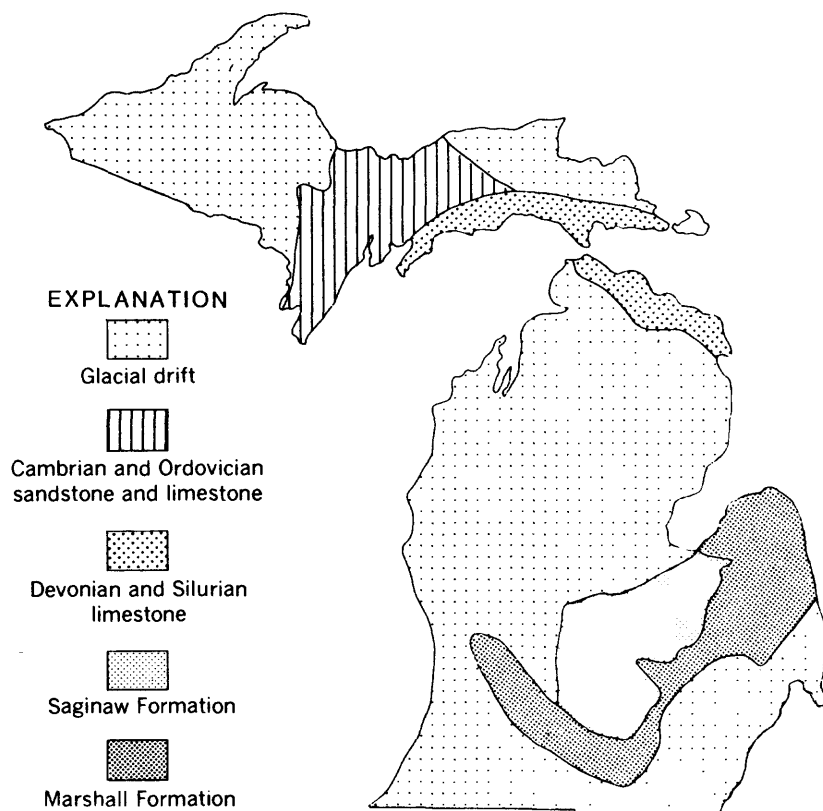 EXPLANATION
Glacial drift
Cambrian and Ordovician
sandstone and limestone
Devonian and Silurian
limestone
Saginaw Formation
Marshall Formation